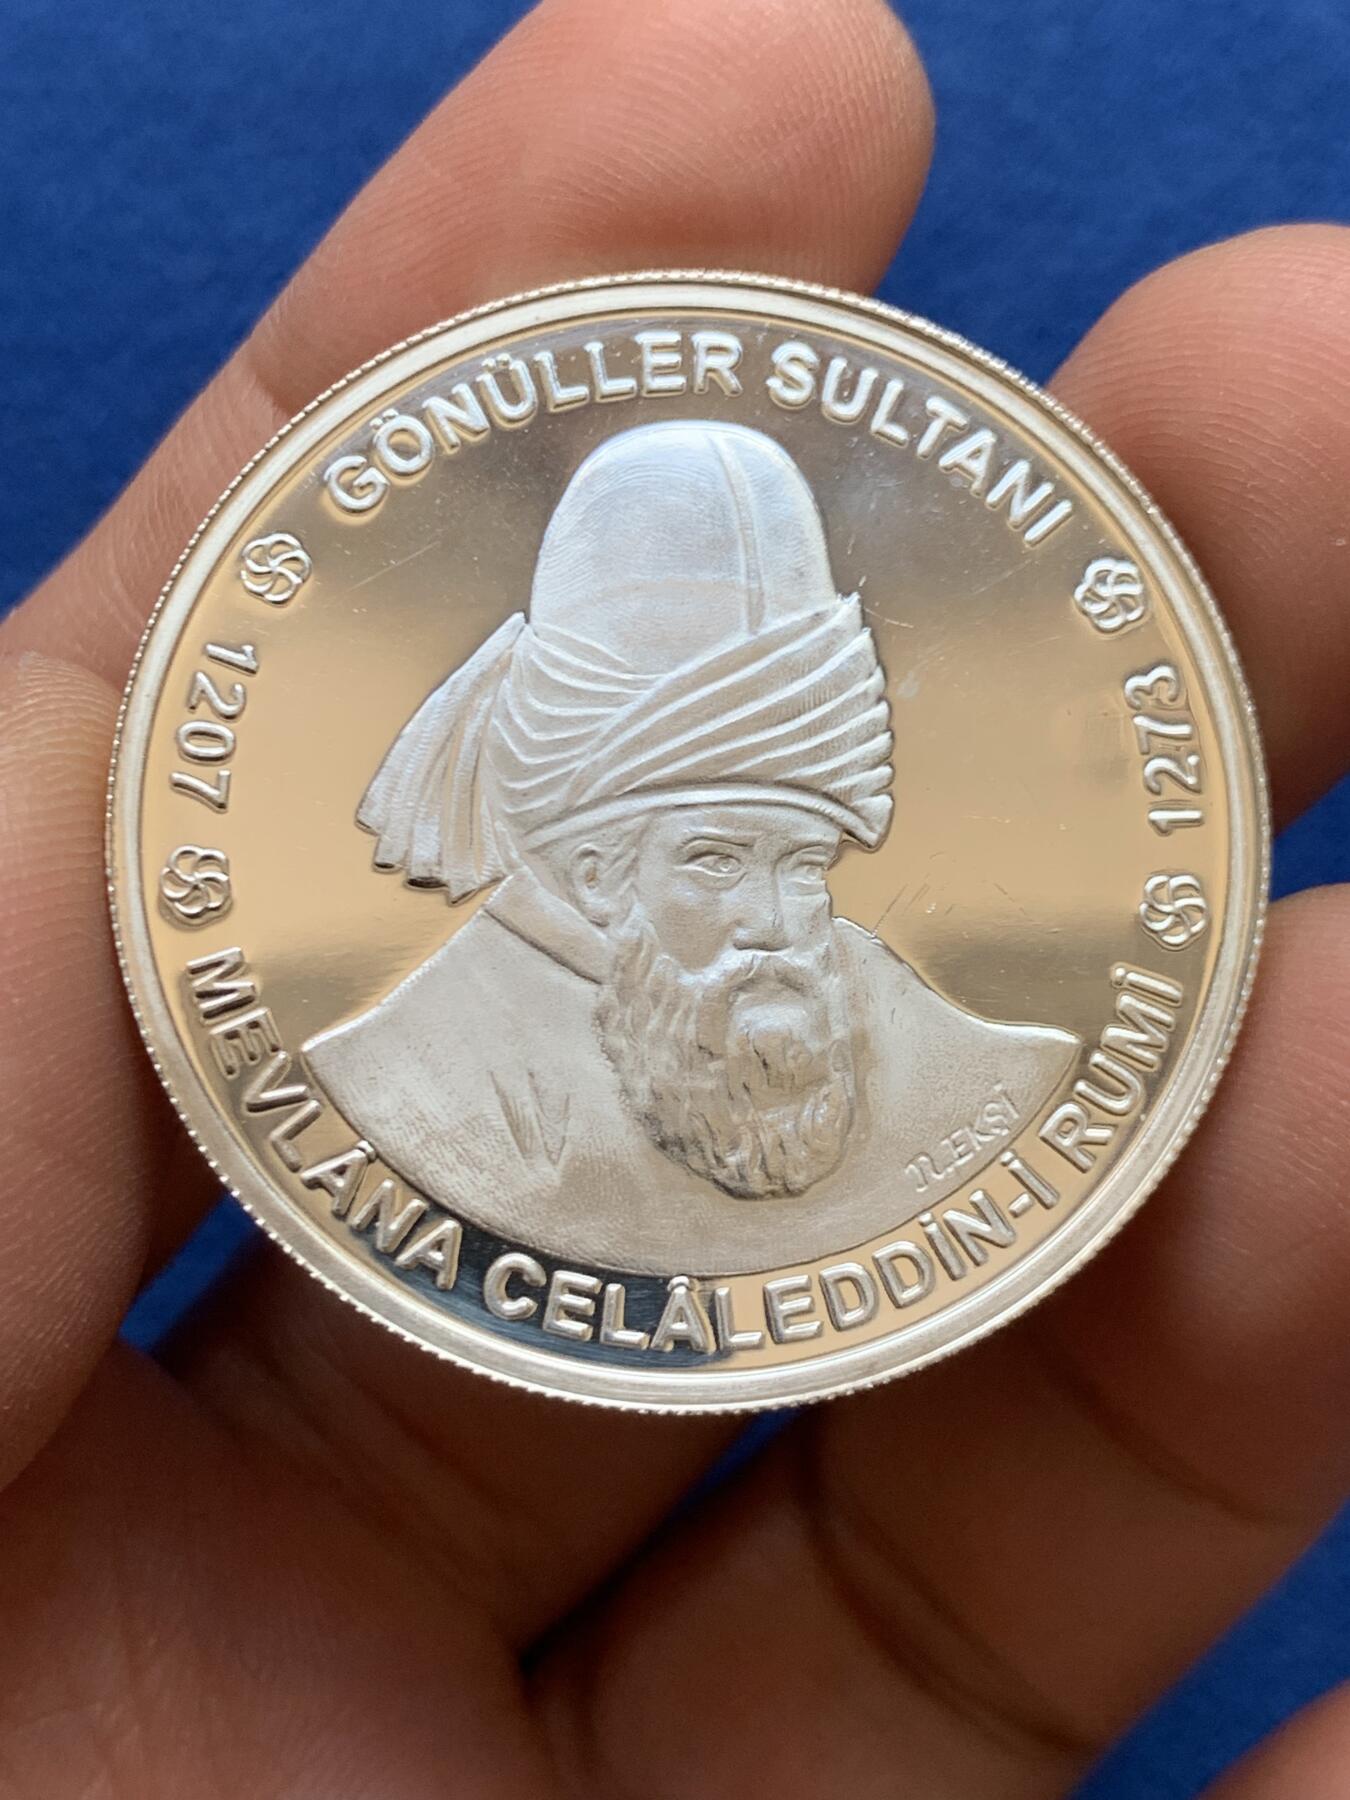 GÖNÜLLER SULTANI
1207
1273
MEVLÂNA CELÂLEDDİN-İ RUMİ
N.EKŞİ